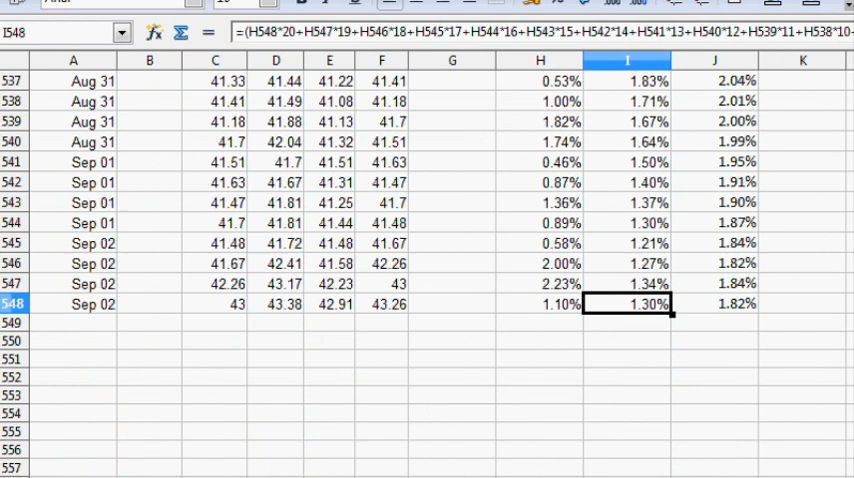 I548 =(H548*20+H547*19+H546*18+H545*17+H544*16+H543*15+H542*14+H541*13+H540*12+H539*11+H538*10
A B C D E F G H I J K
537 Aug 31 41.33 41.44 41.22 41.41 0.53% 1.83% 2.04%
538 Aug 31 41.41 41.49 41.08 41.18 1.00% 1.71% 2.01%
539 Aug 31 41.18 41.88 41.13 41.7 1.82% 1.67% 2.00%
540 Aug 31 41.7 42.04 41.32 41.51 1.74% 1.64% 1.99%
541 Sep 01 41.51 41.7 41.51 41.63 0.46% 1.50% 1.95%
542 Sep 01 41.63 41.67 41.31 41.47 0.87% 1.40% 1.91%
543 Sep 01 41.47 41.81 41.25 41.7 1.36% 1.37% 1.90%
544 Sep 01 41.7 41.81 41.44 41.48 0.89% 1.30% 1.87%
545 Sep 02 41.48 41.72 41.48 41.67 0.58% 1.21% 1.84%
546 Sep 02 41.67 42.41 41.58 42.26 2.00% 1.27% 1.82%
547 Sep 02 42.26 43.17 42.23 43 2.23% 1.34% 1.84%
548 Sep 02 43 43.38 42.91 43.26 1.10% 1.30% 1.82%
549
550
551
552
553
554
555
556
557